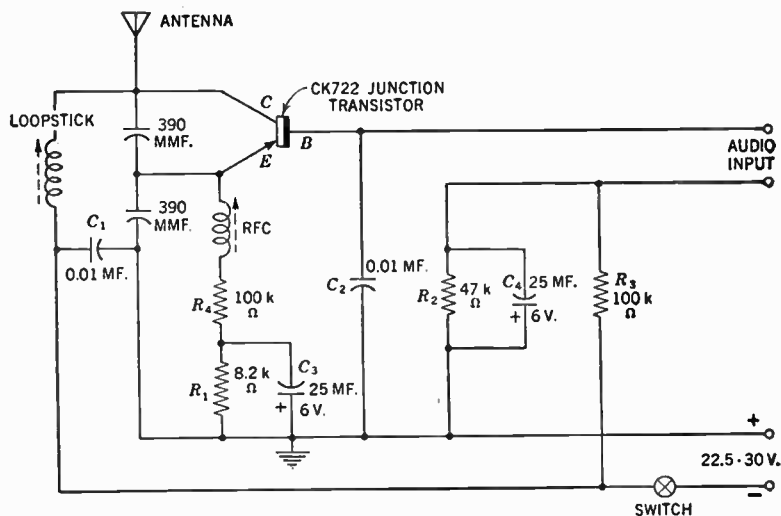 ANTENNA
CK722 JUNCTION
TRANSISTOR
LOOPSTICK
C
390
MMF.
E
B
AUDIO
INPUT
390
MMF.
RFC
C1
0.01 MF.
C2
0.01 MF.
R2
47 k
Ω
C4
25 MF.
+
6 V.
R3
100 k
Ω
R4
100 k
Ω
R1
8.2 k
Ω
C3
25 MF.
+
6 V.
+
22.5-30 V.
−
SWITCH